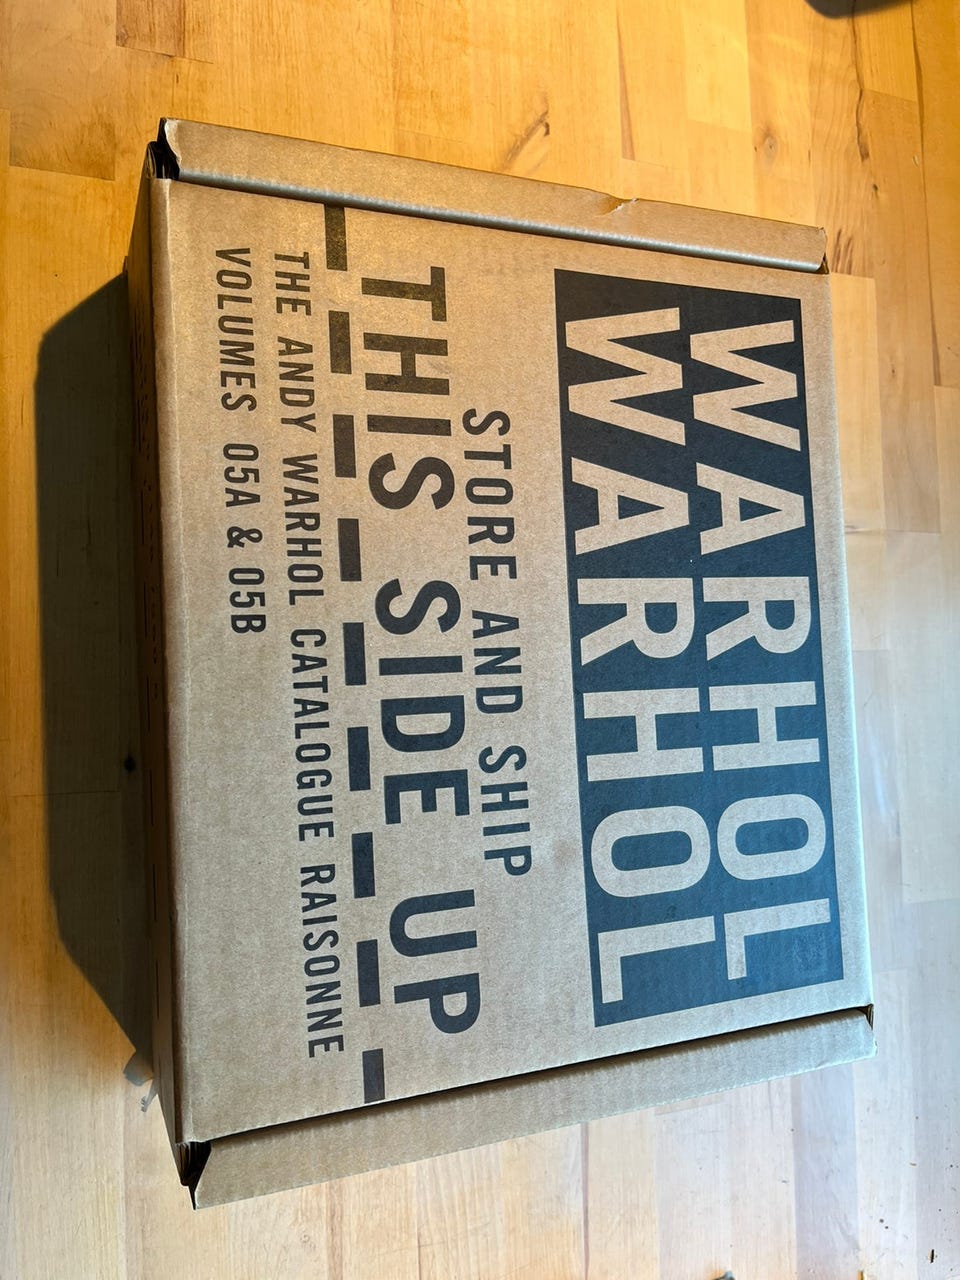 WARHOL
WARHOL
STORE AND SHIP
THIS SIDE UP
THE ANDY WARHOL CATALOGUE RAISONNE
VOLUMES 05A & 05B